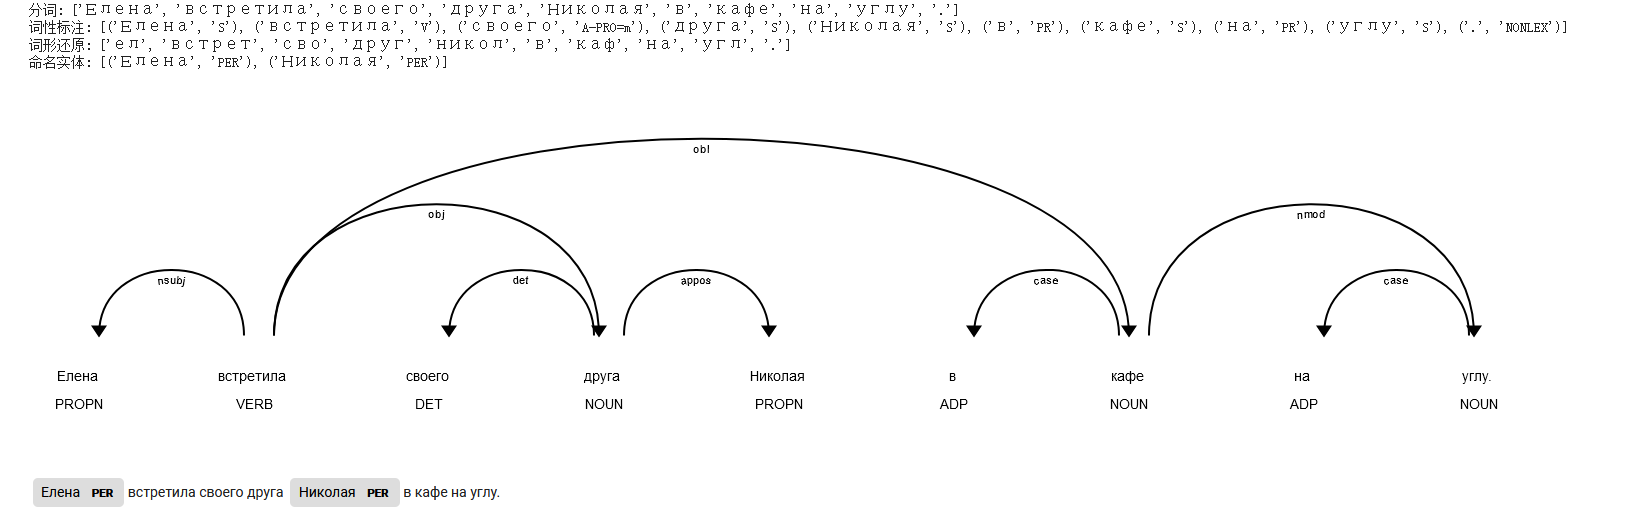 分词: ['Елена', 'встретила', 'своего', 'друга', 'Николая', 'в', 'кафе', 'на', 'углу', '.']
词性标注: [('Елена', 'S'), ('встретила', 'V'), ('своего', 'A-PRO=m'), ('друга', 'S'), ('Николая', 'S'), ('в', 'PR'), ('кафе', 'S'), ('на', 'PR'), ('углу', 'S'), ('.', 'NONLEX')]
词形还原: ['ел', 'встрет', 'сво', 'друг', 'никол', 'в', 'каф', 'на', 'угл', '.']
命名实体: [('Елена', 'PER'), ('Николая', 'PER')]
obl
obj nmod
nsubj det appos case case
Елена встретила своего друга Николая в кафе на углу.
PROPN VERB DET NOUN PROPN ADP NOUN ADP NOUN
Елена PER встретила своего друга Николая PER в кафе на углу.